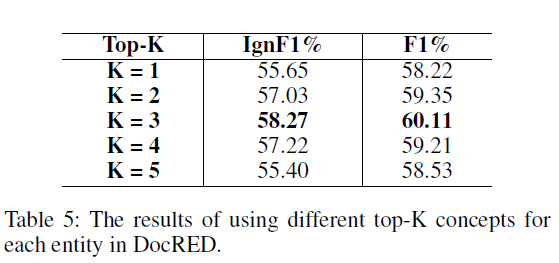 Top-K IgnF1% F1%
K = 1 55.65 58.22
K = 2 57.03 59.35
K = 3 58.27 60.11
K = 4 57.22 59.21
K = 5 55.40 58.53
Table 5: The results of using different top-K concepts for
each entity in DocRED.